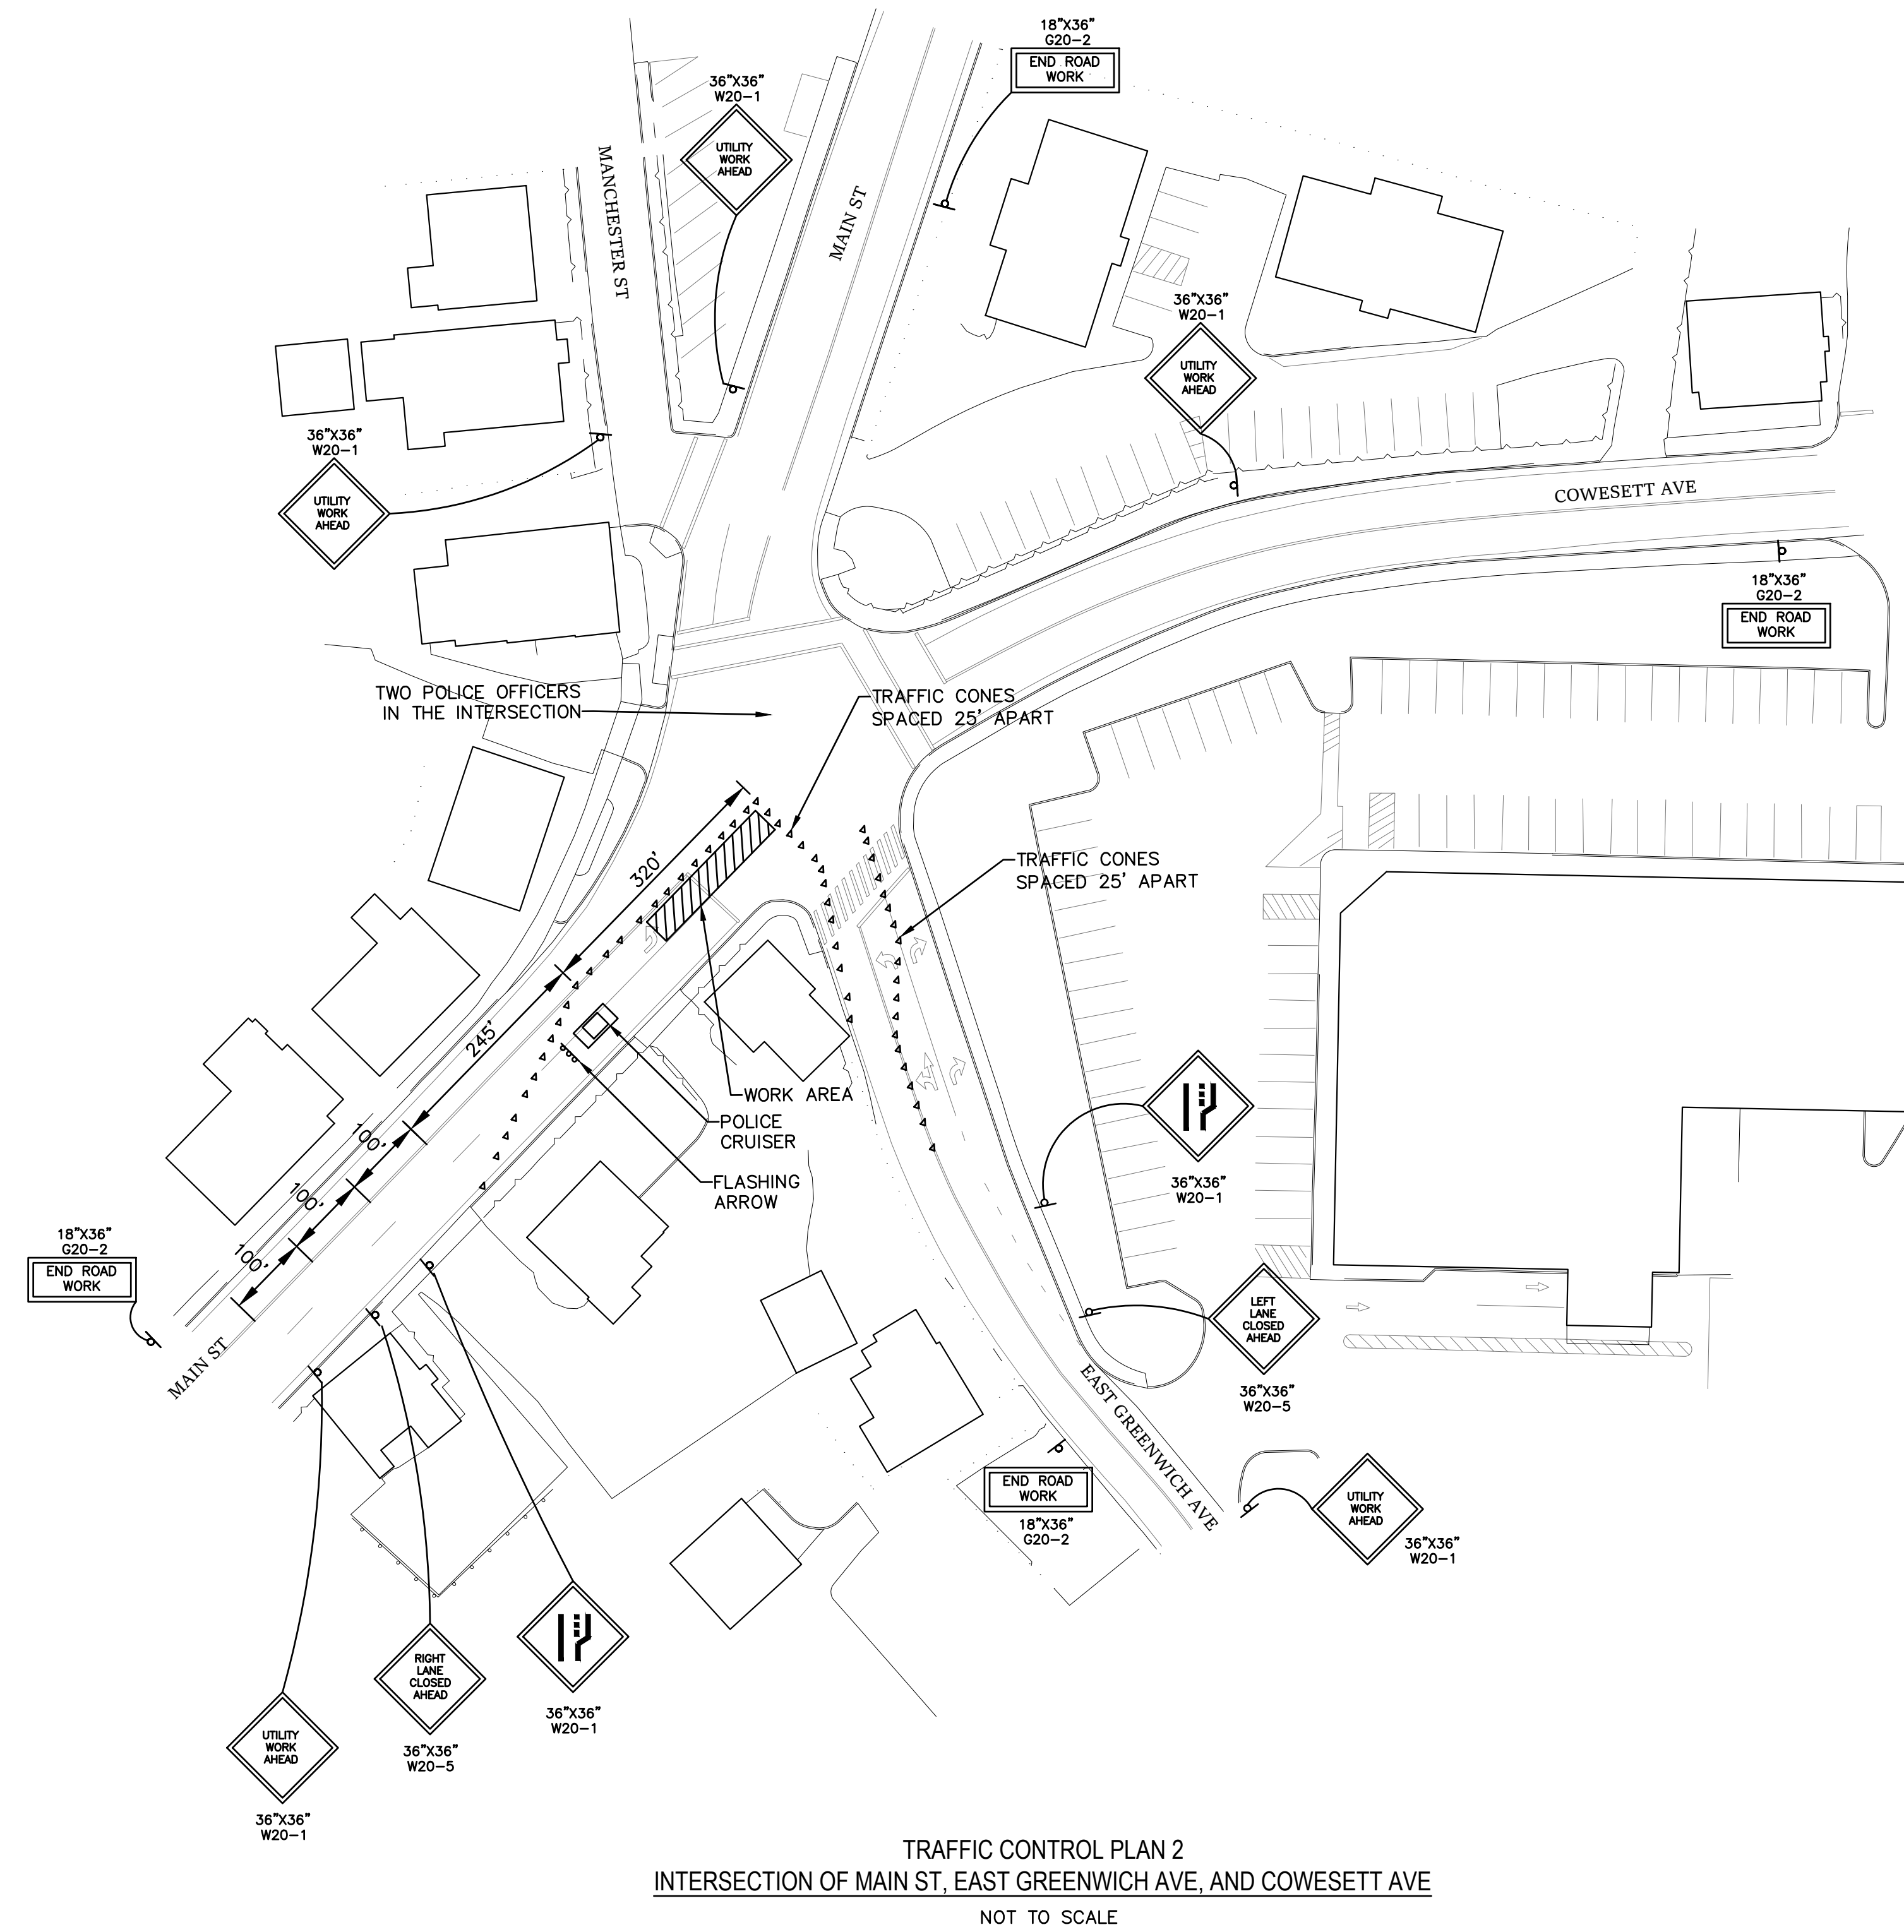 18"X36"
G20-2
END ROAD
WORK
36"X36"
W20-1
UTILITY
WORK
AHEAD
MANCHESTER ST
MAIN ST
36"X36"
W20-1
UTILITY
WORK
AHEAD
36"X36"
W20-1
UTILITY
WORK
AHEAD
COWESETT AVE
18"X36"
G20-2
END ROAD
WORK
TWO POLICE OFFICERS
IN THE INTERSECTION
TRAFFIC CONES
SPACED 25' APART
TRAFFIC CONES
SPACED 25' APART
320'
245'
100'
100'
100'
WORK AREA
POLICE
CRUISER
FLASHING
ARROW
36"X36"
W20-1
18"X36"
G20-2
END ROAD
WORK
MAIN ST
LEFT
LANE
CLOSED
AHEAD
36"X36"
W20-5
EAST GREENWICH AVE
END ROAD
WORK
18"X36"
G20-2
UTILITY
WORK
AHEAD
36"X36"
W20-1
36"X36"
W20-1
RIGHT
LANE
CLOSED
AHEAD
36"X36"
W20-5
UTILITY
WORK
AHEAD
36"X36"
W20-1
TRAFFIC CONTROL PLAN 2
INTERSECTION OF MAIN ST, EAST GREENWICH AVE, AND COWESETT AVE
NOT TO SCALE